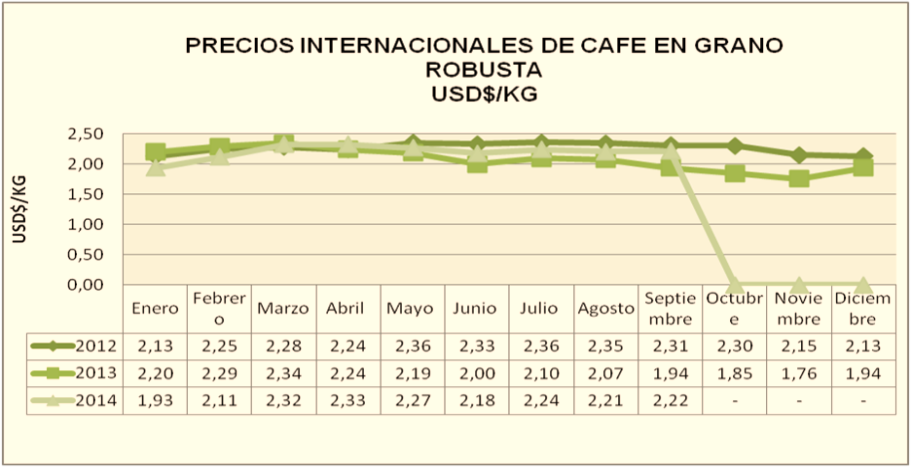 PRECIOS INTERNACIONALES DE CAFE EN GRANO
ROBUSTA
USD$/KG
USD$/KG
2,50
2,00
1,50
1,00
0,50
0,00
Enero Febrer o Marzo Abril Mayo Junio Julio Agosto Septie mbre Octubr e Novie mbre Diciem bre
2012 2,13 2,25 2,28 2,24 2,36 2,33 2,36 2,35 2,31 2,30 2,15 2,13
2013 2,20 2,29 2,34 2,24 2,19 2,00 2,10 2,07 1,94 1,85 1,76 1,94
2014 1,93 2,11 2,32 2,33 2,27 2,18 2,24 2,21 2,22 - - -